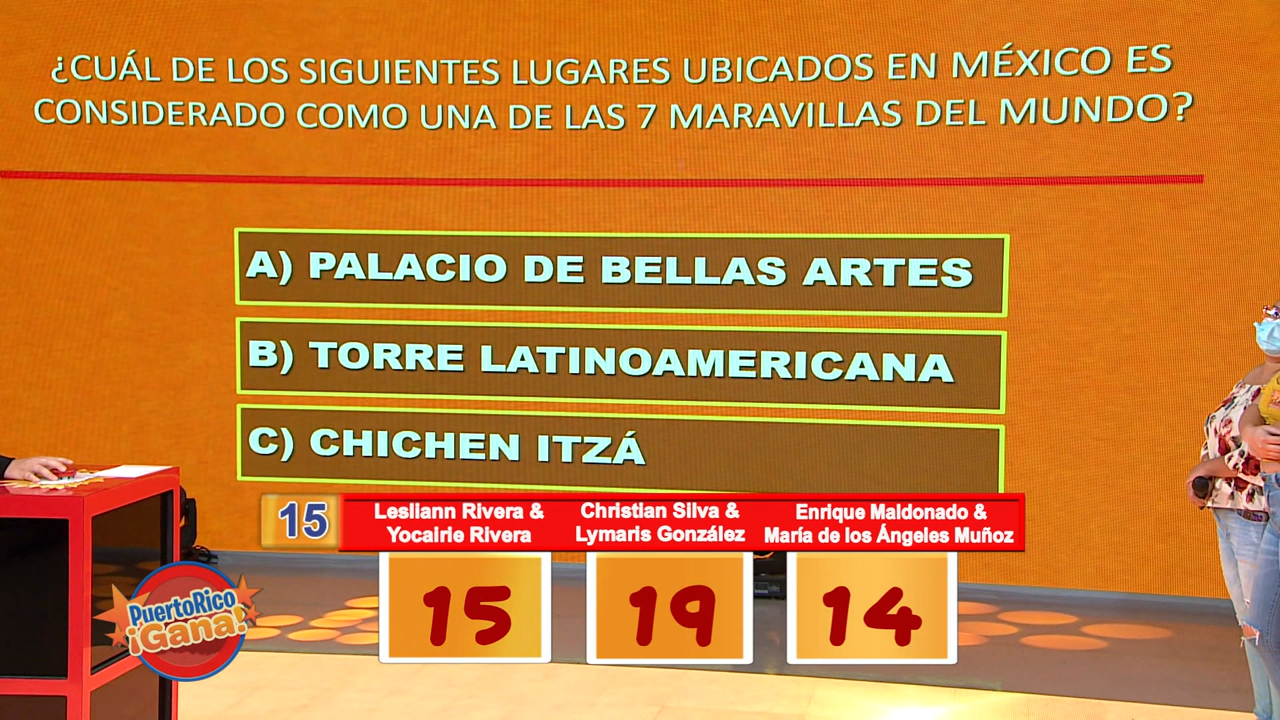 ¿CUÁL DE LOS SIGUIENTES LUGARES UBICADOS EN MÉXICO ES
CONSIDERADO COMO UNA DE LAS 7 MARAVILLAS DEL MUNDO?
A) PALACIO DE BELLAS ARTES
B) TORRE LATINOAMERICANA
C) CHICHEN ITZÁ
15
Lesliann Rivera &
Yocairie Rivera
Christian Silva &
Lymaris González
Enrique Maldonado &
María de los Ángeles Muñoz
15
19
14
PuertoRico
¡Gana!